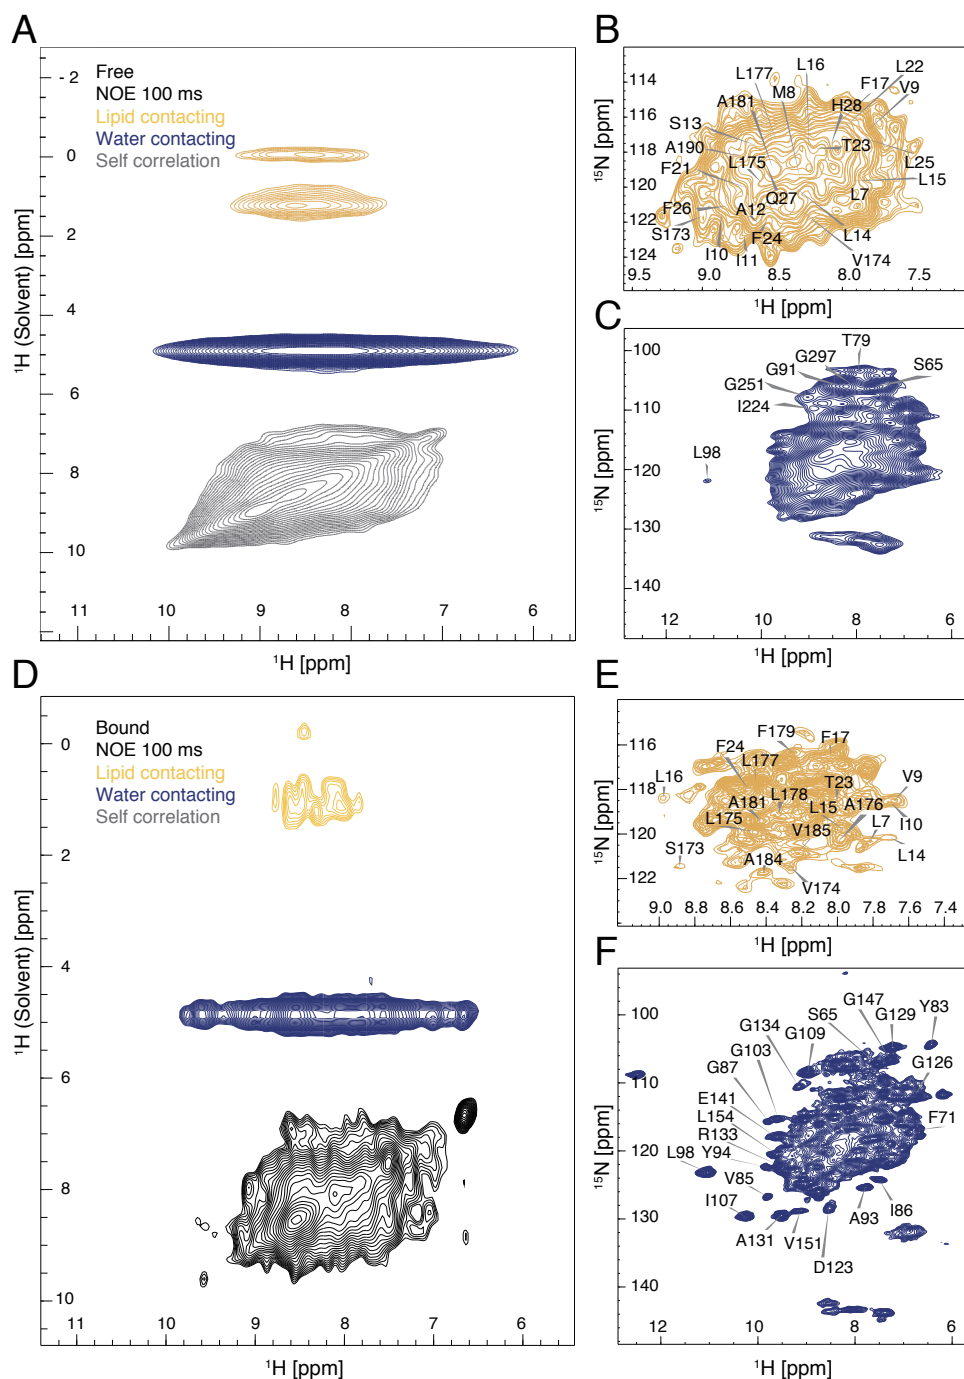 A
Free
NOE 100 ms
Lipid contacting
Water contacting
Self correlation
- 2
0
2
4
6
8
10
¹H (Solvent) [ppm]
11 10 9 8 7 6
¹H [ppm]
B
L16
L22
L177
F17
V9
M8
A181
H28
S13
T23
A190
L175
F21
L25
L15
L7
Q27
F26
A12
S173
F24
L14
I10
I11
V174
114
116
118
120
122
124
¹⁵N [ppm]
9.5 9.0 8.5 8.0 7.5
¹H [ppm]
C
T79
G297
S65
G91
G251
I224
L98
100
110
120
130
140
¹⁵N [ppm]
12 10 8 6
¹H [ppm]
D
Bound
NOE 100 ms
Lipid contacting
Water contacting
Self correlation
0
2
4
6
8
10
¹H (Solvent) [ppm]
11 10 9 8 7 6
¹H [ppm]
E
F179
F17
F24
L177
L16
T23
V9
L178
A181
L15
A176
L175
L7
I10
V185
S173
L14
A184
V174
116
118
120
122
¹⁵N [ppm]
9.0 8.8 8.6 8.4 8.2 8.0 7.8 7.6 7.4
¹H [ppm]
F
G147
Y83
S65
G129
G134
G109
G103
G126
G87
E141
L154
F71
R133
L98
Y94
V85
I107
A93
I86
A131
V151
D123
100
110
120
130
140
¹⁵N [ppm]
12 10 8 6
¹H [ppm]